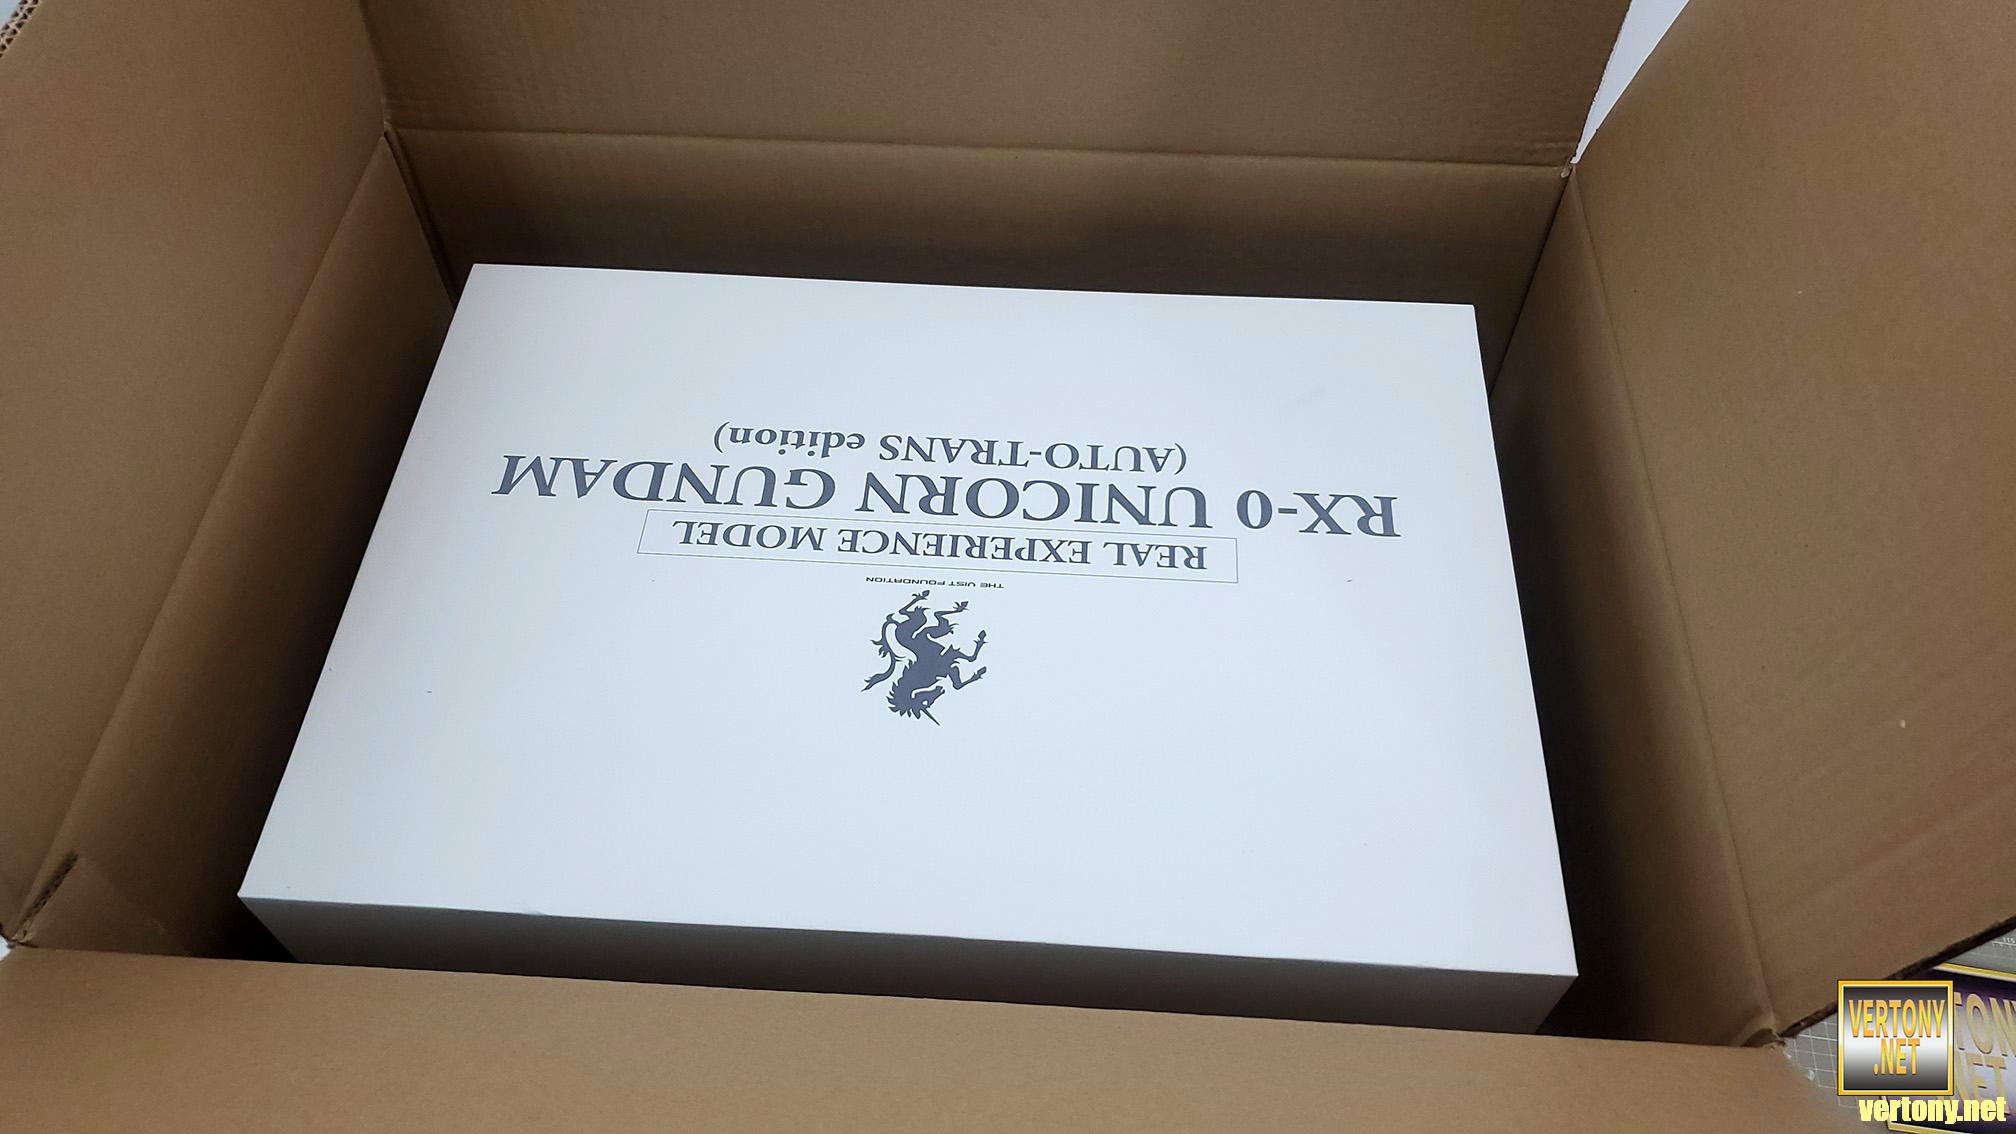 THE VIST FOUNDATION
REAL EXPERIENCE MODEL
RX-0 UNICORN GUNDAM
(AUTO-TRANS edition)
VERTONY
.NET
vertony.net